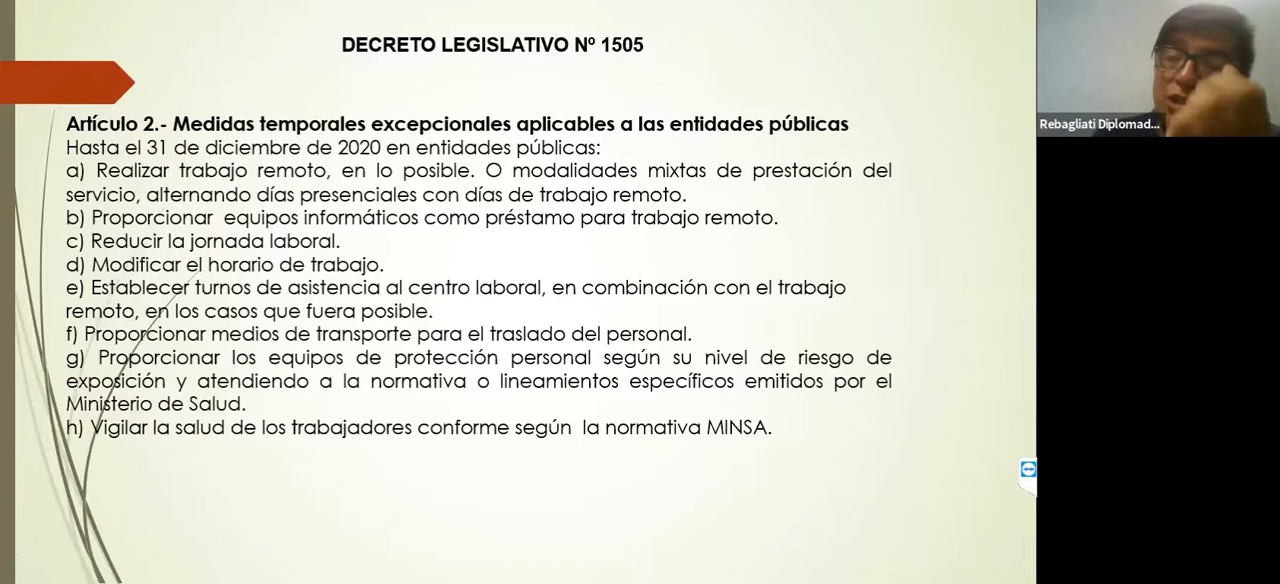 DECRETO LEGISLATIVO Nº 1505
Artículo 2.- Medidas temporales excepcionales aplicables a las entidades públicas
Hasta el 31 de diciembre de 2020 en entidades públicas:
a) Realizar trabajo remoto, en lo posible. O modalidades mixtas de prestación del
servicio, alternando días presenciales con días de trabajo remoto.
b) Proporcionar equipos informáticos como préstamo para trabajo remoto.
c) Reducir la jornada laboral.
d) Modificar el horario de trabajo.
e) Establecer turnos de asistencia al centro laboral, en combinación con el trabajo
remoto, en los casos que fuera posible.
f) Proporcionar medios de transporte para el traslado del personal.
g) Proporcionar los equipos de protección personal según su nivel de riesgo de
exposición y atendiendo a la normativa o lineamientos específicos emitidos por el
Ministerio de Salud.
h) Vigilar la salud de los trabajadores conforme según la normativa MINSA.
Rebagliati Diplomad...